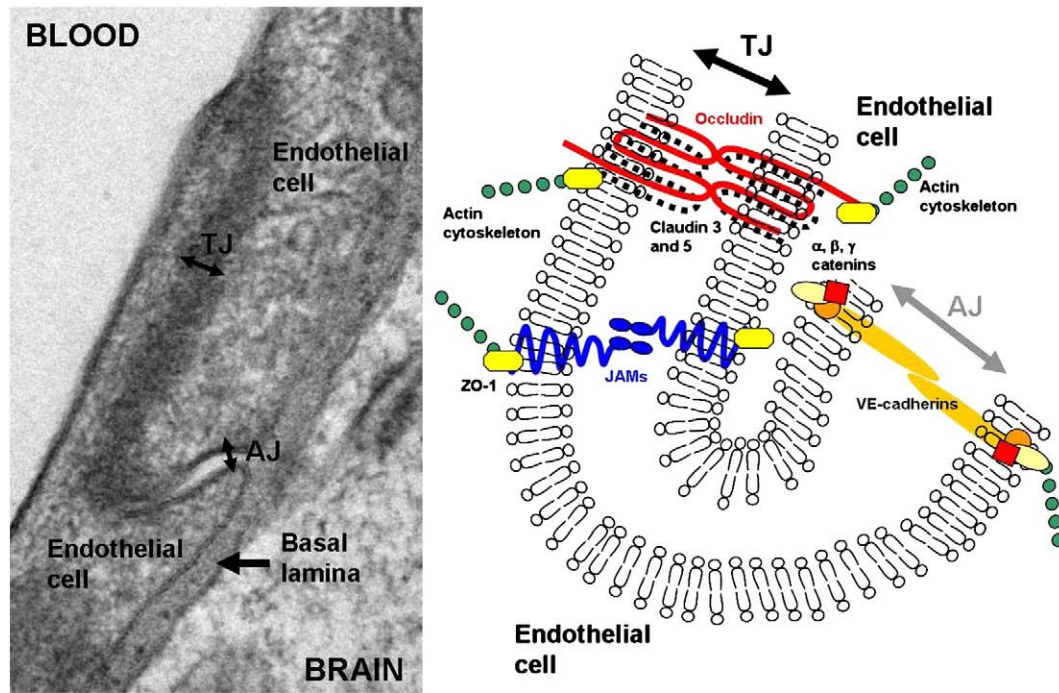 BLOOD
Endothelial
cell
TJ
AJ
Endothelial
cell
Basal
lamina
BRAIN
TJ
Endothelial
cell
Occludin
Actin
cytoskeleton
Actin
cytoskeleton
Claudin 3
and 5
α, β, γ
catenins
AJ
ZO-1
JAMs
VE-cadherins
Endothelial
cell